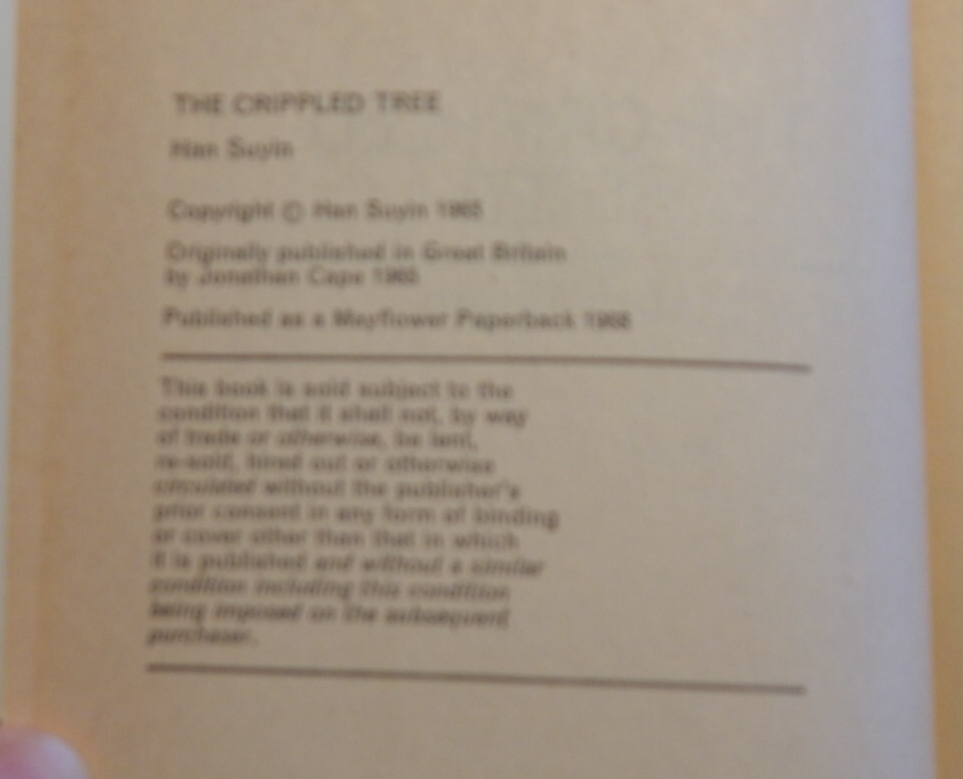 THE CRIPPLED TREE
Han Suyin
Copyright © Han Suyin 1965
Originally published in Great Britain
by Jonathan Cape 1965
Published as a Mayflower Paperback
This book is sold subject to the
condition that it shall not, by way
of trade or otherwise, be lent,
re-sold, hired out or otherwise
circulated without the publisher's
prior consent in any form of binding
or cover other than that in which
it is published and without a similar
condition including this condition
being imposed on the subsequent
purchaser.